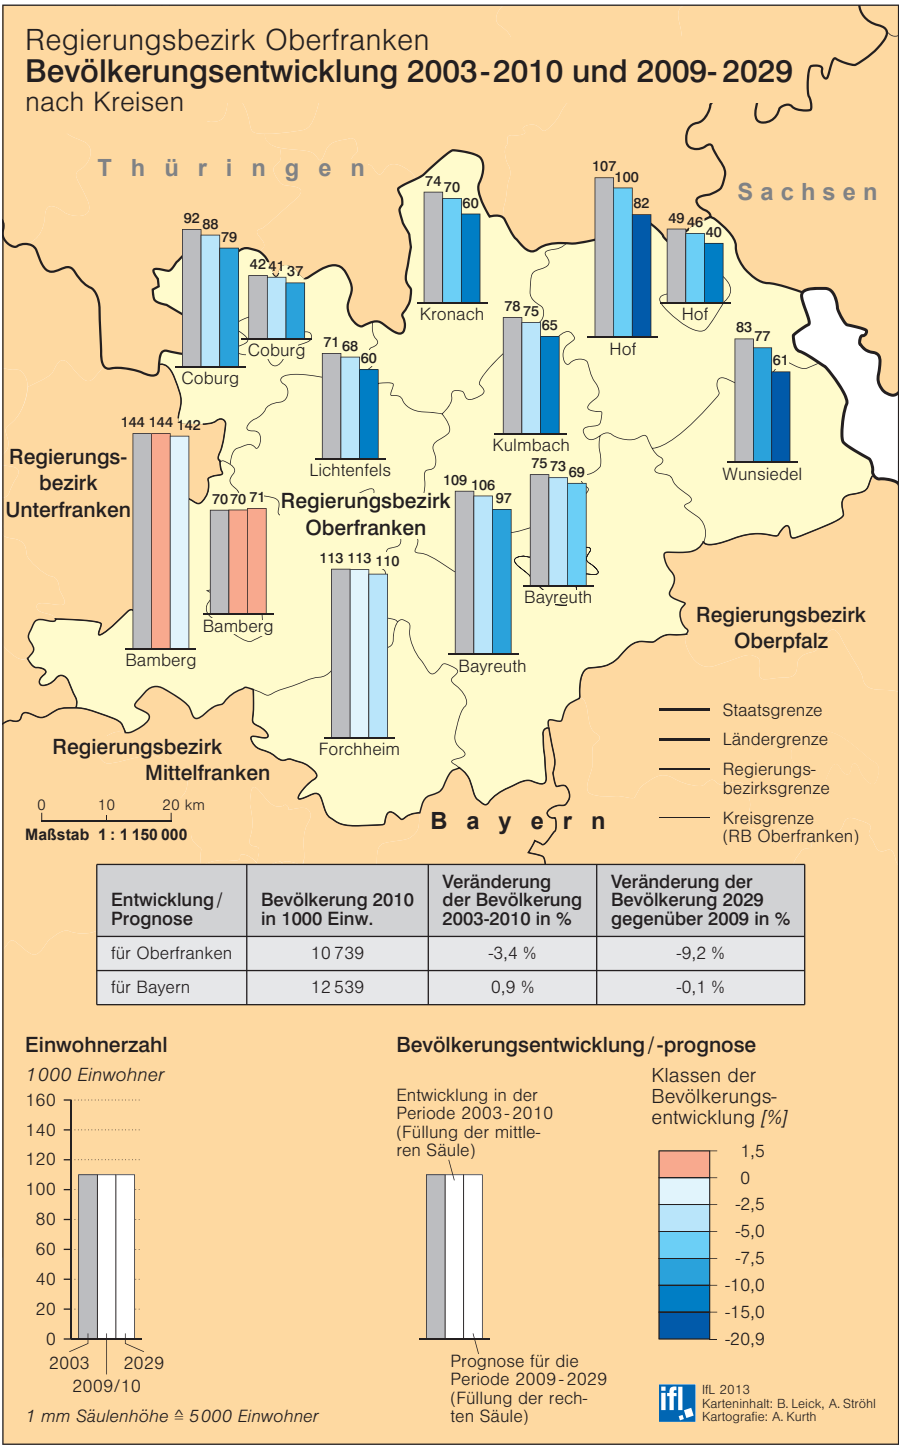 Regierungsbezirk Oberfranken
Bevölkerungsentwicklung 2003-2010 und 2009-2029
nach Kreisen
Thüringen
Sachsen
92 88 79
Coburg
42 41 37
Coburg
74 70 60
Kronach
107 100 82
Hof
49 46 40
Hof
71 68 60
Lichtenfels
78 75 65
Kulmbach
83 77 61
Wunsiedel
144 144 142
Bamberg
70 70 71
Bamberg
113 113 110
Forchheim
109 106 97
Bayreuth
75 73 69
Bayreuth
Regierungs-
bezirk
Unterfranken
Regierungsbezirk
Oberfranken
Regierungsbezirk
Oberpfalz
Regierungsbezirk
Mittelfranken
Bayern
0 10 20 km
Maßstab 1 : 1 150 000
Staatsgrenze
Ländergrenze
Regierungs-
bezirksgrenze
Kreisgrenze
(RB Oberfranken)
Entwicklung/
Prognose
Bevölkerung 2010
in 1000 Einw.
Veränderung
der Bevölkerung
2003-2010 in %
Veränderung der
Bevölkerung 2029
gegenüber 2009 in %
für Oberfranken 10 739 -3,4 % -9,2 %
für Bayern 12 539 0,9 % -0,1 %
Einwohnerzahl
1000 Einwohner
160
140
120
100
80
60
40
20
0
2003 2029
2009/10
1 mm Säulenhöhe ≙ 5000 Einwohner
Bevölkerungsentwicklung/-prognose
Entwicklung in der
Periode 2003-2010
(Füllung der mittle-
ren Säule)
Prognose für die
Periode 2009-2029
(Füllung der rech-
ten Säule)
Klassen der
Bevölkerungs-
entwicklung [%]
1,5
0
-2,5
-5,0
-7,5
-10,0
-15,0
-20,9
ifl
IfL 2013
Karteninhalt: B. Leick, A. Ströhl
Kartografie: A. Kurth